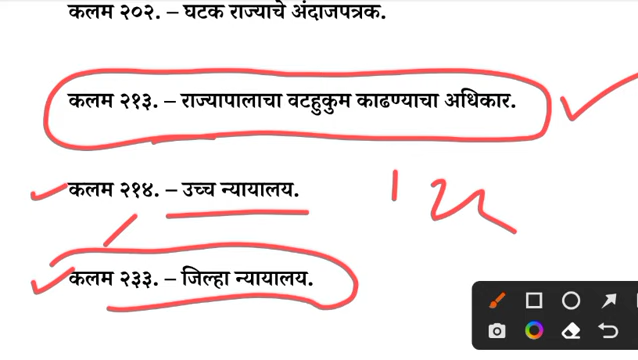 कलम २०२. – घटक राज्याचे अंदाजपत्रक.
कलम २१३. – राज्यापालाचा वटहुकुम काढण्याचा अधिकार.
कलम २१४. – उच्च न्यायालय.
कलम २३३. – जिल्हा न्यायालय.